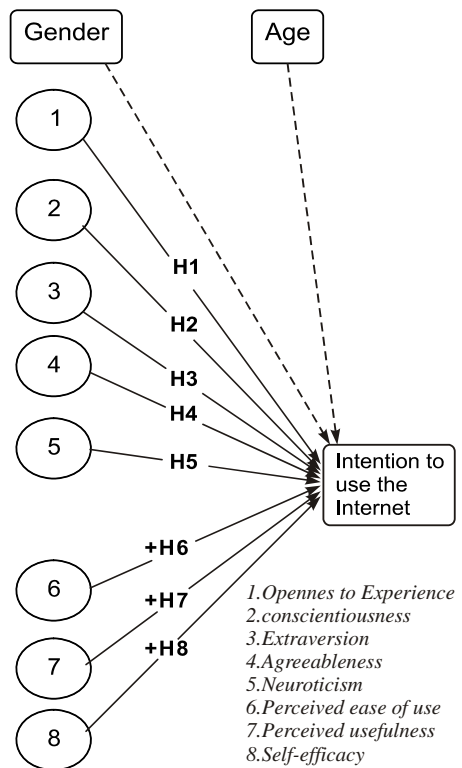 Gender
Age
1
2
H1
3
H2
4
H3
H4
5
H5
Intention to
use the
Internet
+H6
6
+H7
+H8
7
8
1.Opennes to Experience
2.conscientiousness
3.Extraversion
4.Agreeableness
5.Neuroticism
6.Perceived ease of use
7.Perceived usefulness
8.Self-efficacy